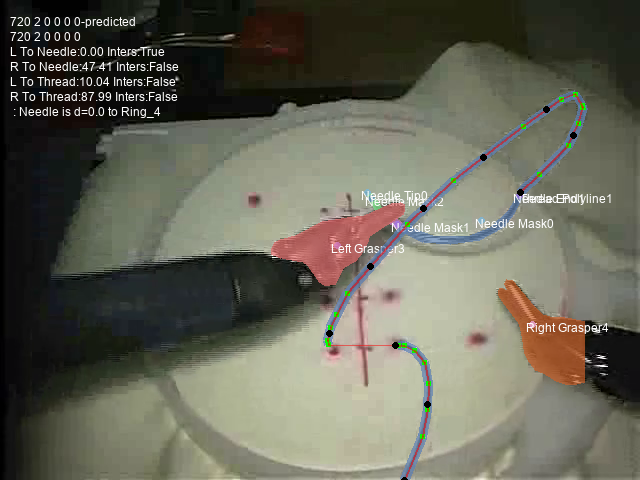 720 2 0 0 0 0-predicted
720 2 0 0 0 0
L To Needle:0.00 Inters:True
R To Needle:47.41 Inters:False
L To Thread:10.04 Inters:False
R To Thread:87.99 Inters:False
: Needle is d=0.0 to Ring_4
Needle Tip0
Needle Mask1
Needle Mask0
Left Grasper3
Right Grasper4